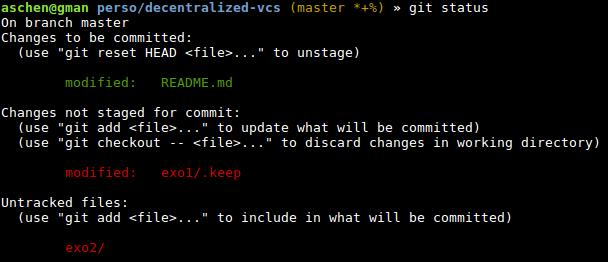 aschen@gman perso/decentralized-vcs (master *+%) » git status
On branch master
Changes to be committed:
  (use "git reset HEAD <file>..." to unstage)

        modified:   README.md

Changes not staged for commit:
  (use "git add <file>..." to update what will be committed)
  (use "git checkout -- <file>..." to discard changes in working directory)

        modified:   exo1/.keep

Untracked files:
  (use "git add <file>..." to include in what will be committed)

        exo2/